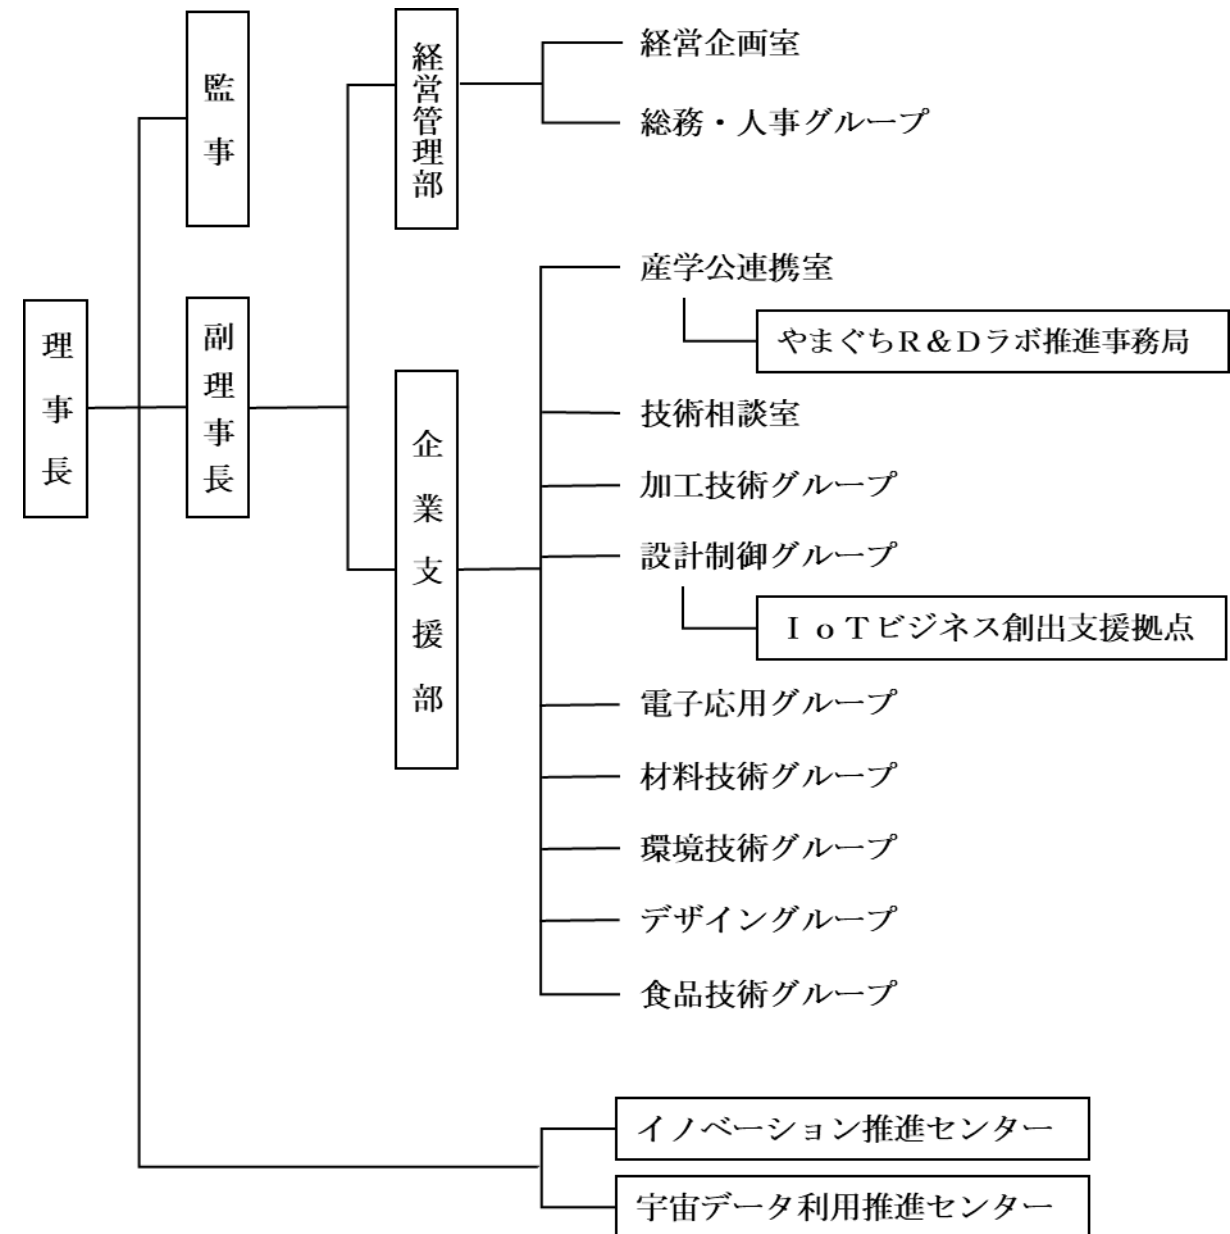 理事長
監事
副理事長
経営管理部
経営企画室
総務・人事グループ
企業支援部
産学公連携室
やまぐちR&Dラボ推進事務局
技術相談室
加工技術グループ
設計制御グループ
IoTビジネス創出支援拠点
電子応用グループ
材料技術グループ
環境技術グループ
デザイングループ
食品技術グループ
イノベーション推進センター
宇宙データ利用推進センター